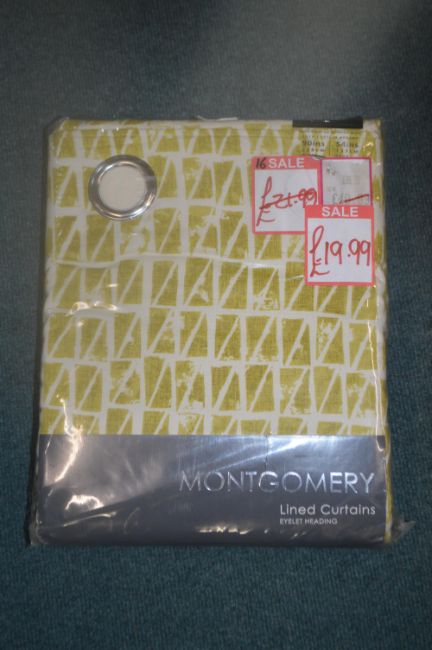 90ins 54ins
16 SALE
£21.99
SALE
£19.99
MONTGOMERY
Lined Curtains
EYELET HEADING